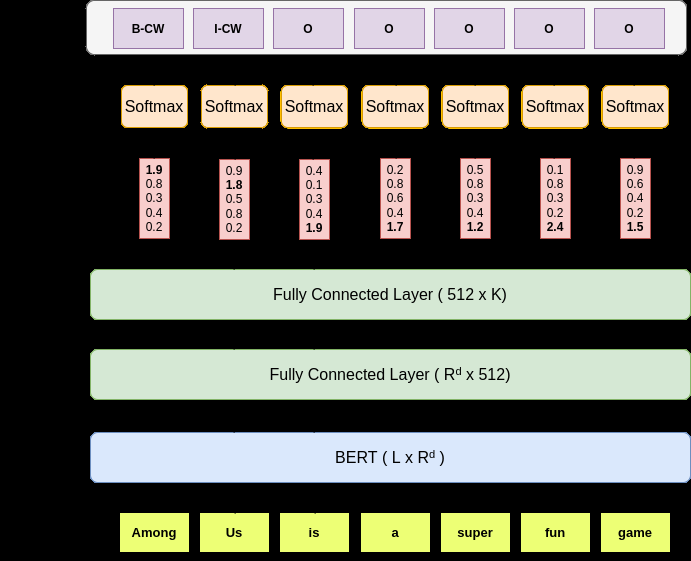 B-CW I-CW O O O O O
Softmax Softmax Softmax Softmax Softmax Softmax Softmax
1.9 0.9 0.4 0.2 0.5 0.1 0.9
0.8 1.8 0.1 0.8 0.8 0.8 0.6
0.3 0.5 0.3 0.6 0.3 0.3 0.4
0.4 0.8 0.4 0.4 0.4 0.2 0.2
0.2 0.2 1.9 1.7 1.2 2.4 1.5
Fully Connected Layer ( 512 x K)
Fully Connected Layer ( Rᵈ x 512)
BERT ( L x Rᵈ )
Among Us is a super fun game